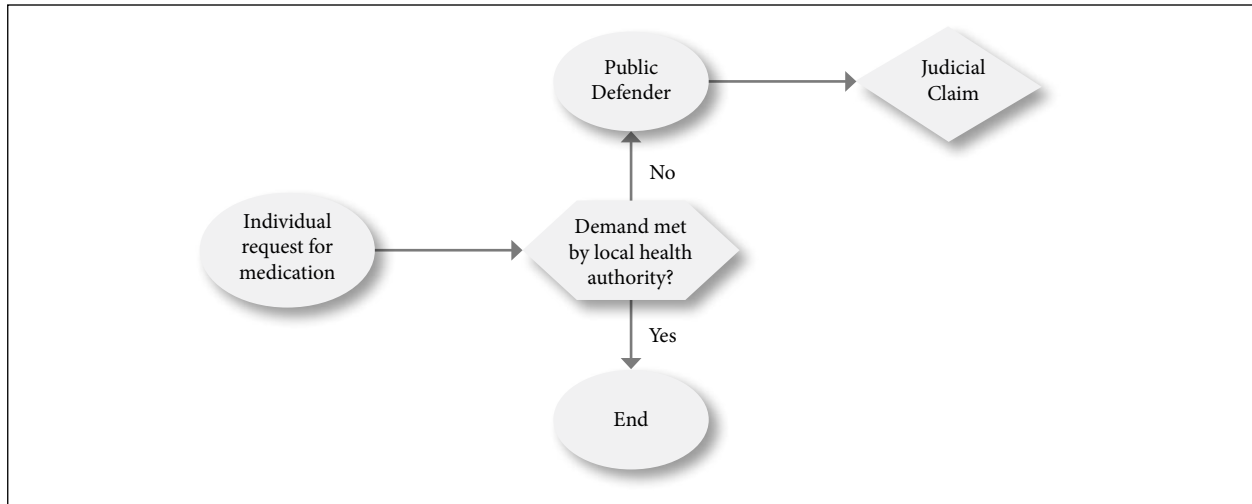 Public
Defender
Judicial
Claim
No
Individual
request for
medication
Demand met
by local health
authority?
Yes
End